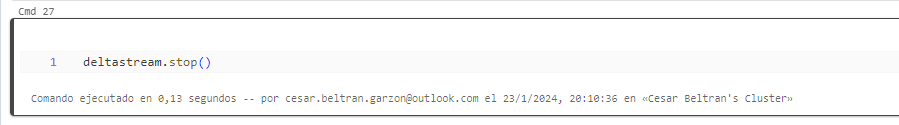 Cmd 27
1 deltastream.stop()
Comando ejecutado en 0,13 segundos -- por cesar.beltran.garzon@outlook.com el 23/1/2024, 20:10:36 en «Cesar Beltran's Cluster»